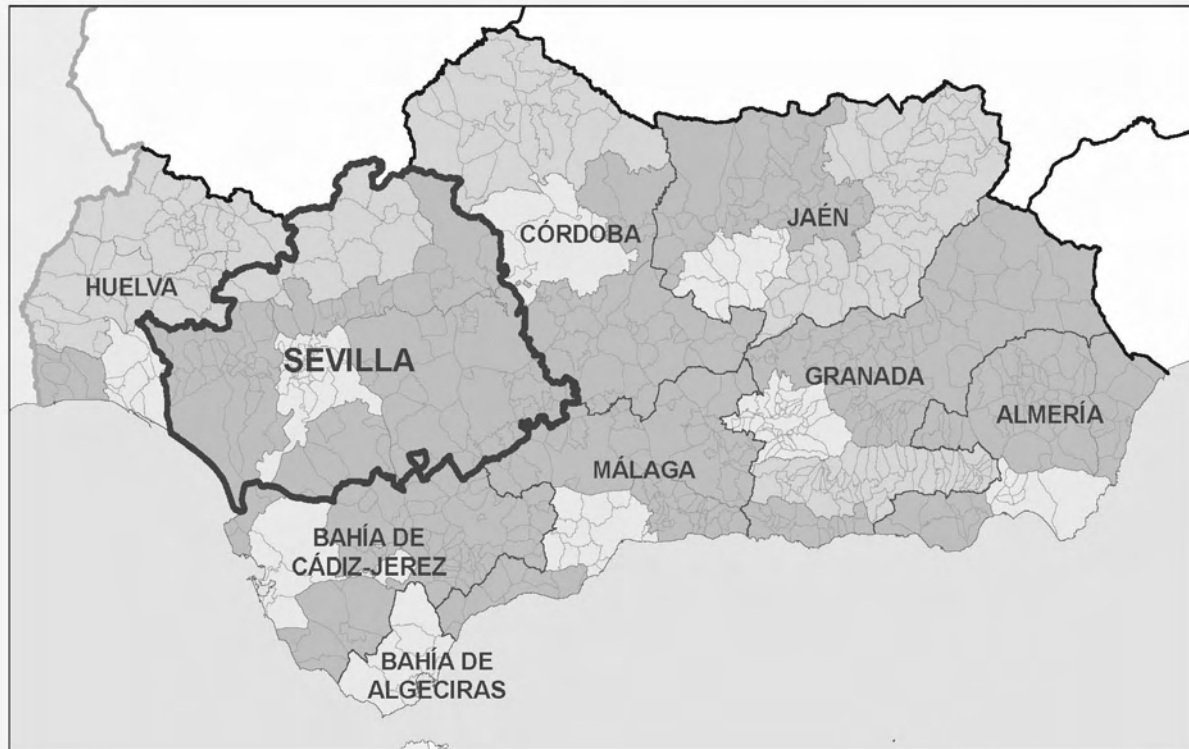 CÓRDOBA
JAÉN
HUELVA
SEVILLA
GRANADA
ALMERÍA
MÁLAGA
BAHÍA DE
CÁDIZ-JEREZ
BAHÍA DE
ALGECIRAS